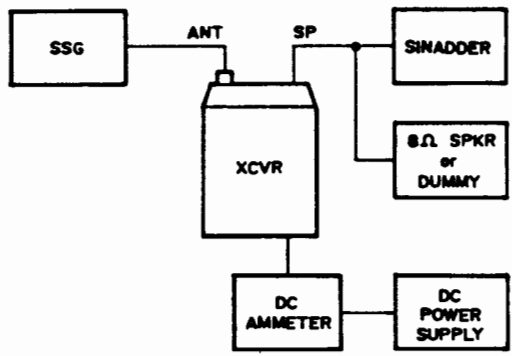 ANT
SP
SSG
SINADDER
8Ω SPKR
or
DUMMY
XCVR
DC
AMMETER
DC
POWER
SUPPLY